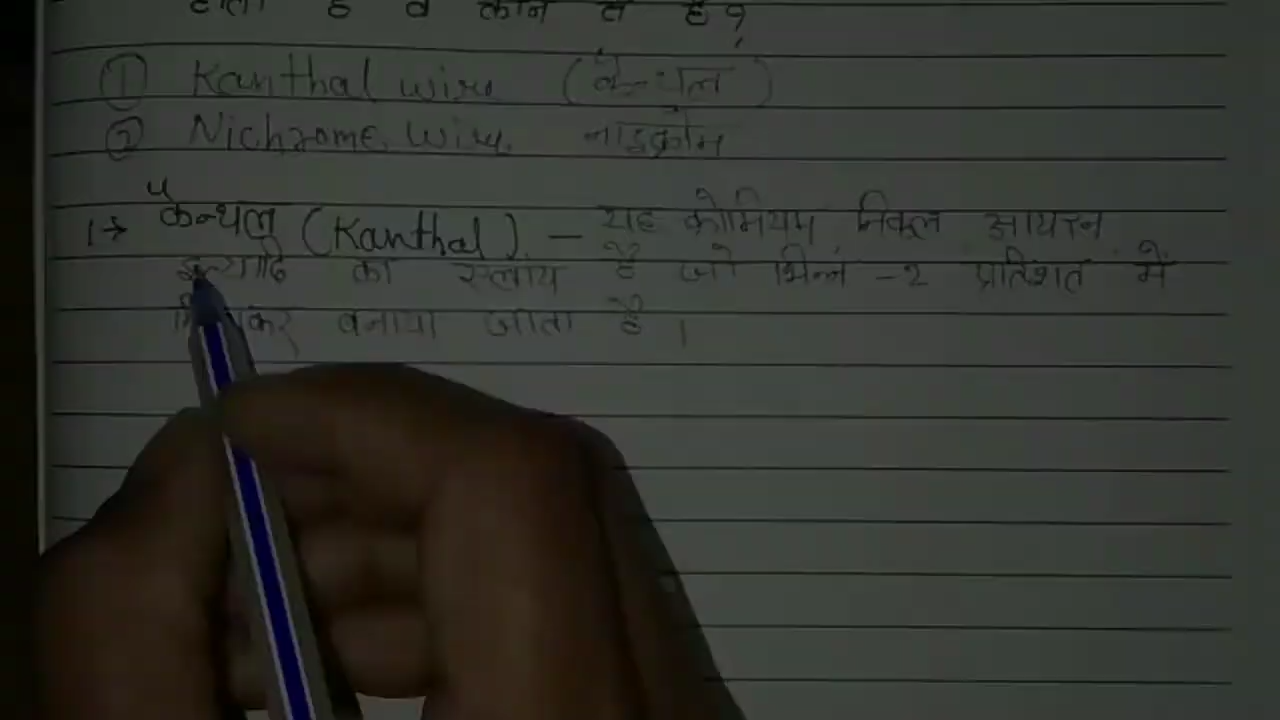 होता है वे कौन से है?
① Kanthal wire (कैन्थल)
② Nichrome. wire. नाइक्रोम
1→ कैन्थल (Kanthal) — यह क्रोमियम, निकल आयरन
इत्यादि का स्लाय है जो भिन्न -2 प्रतिशत में
बनाया जाता है ।